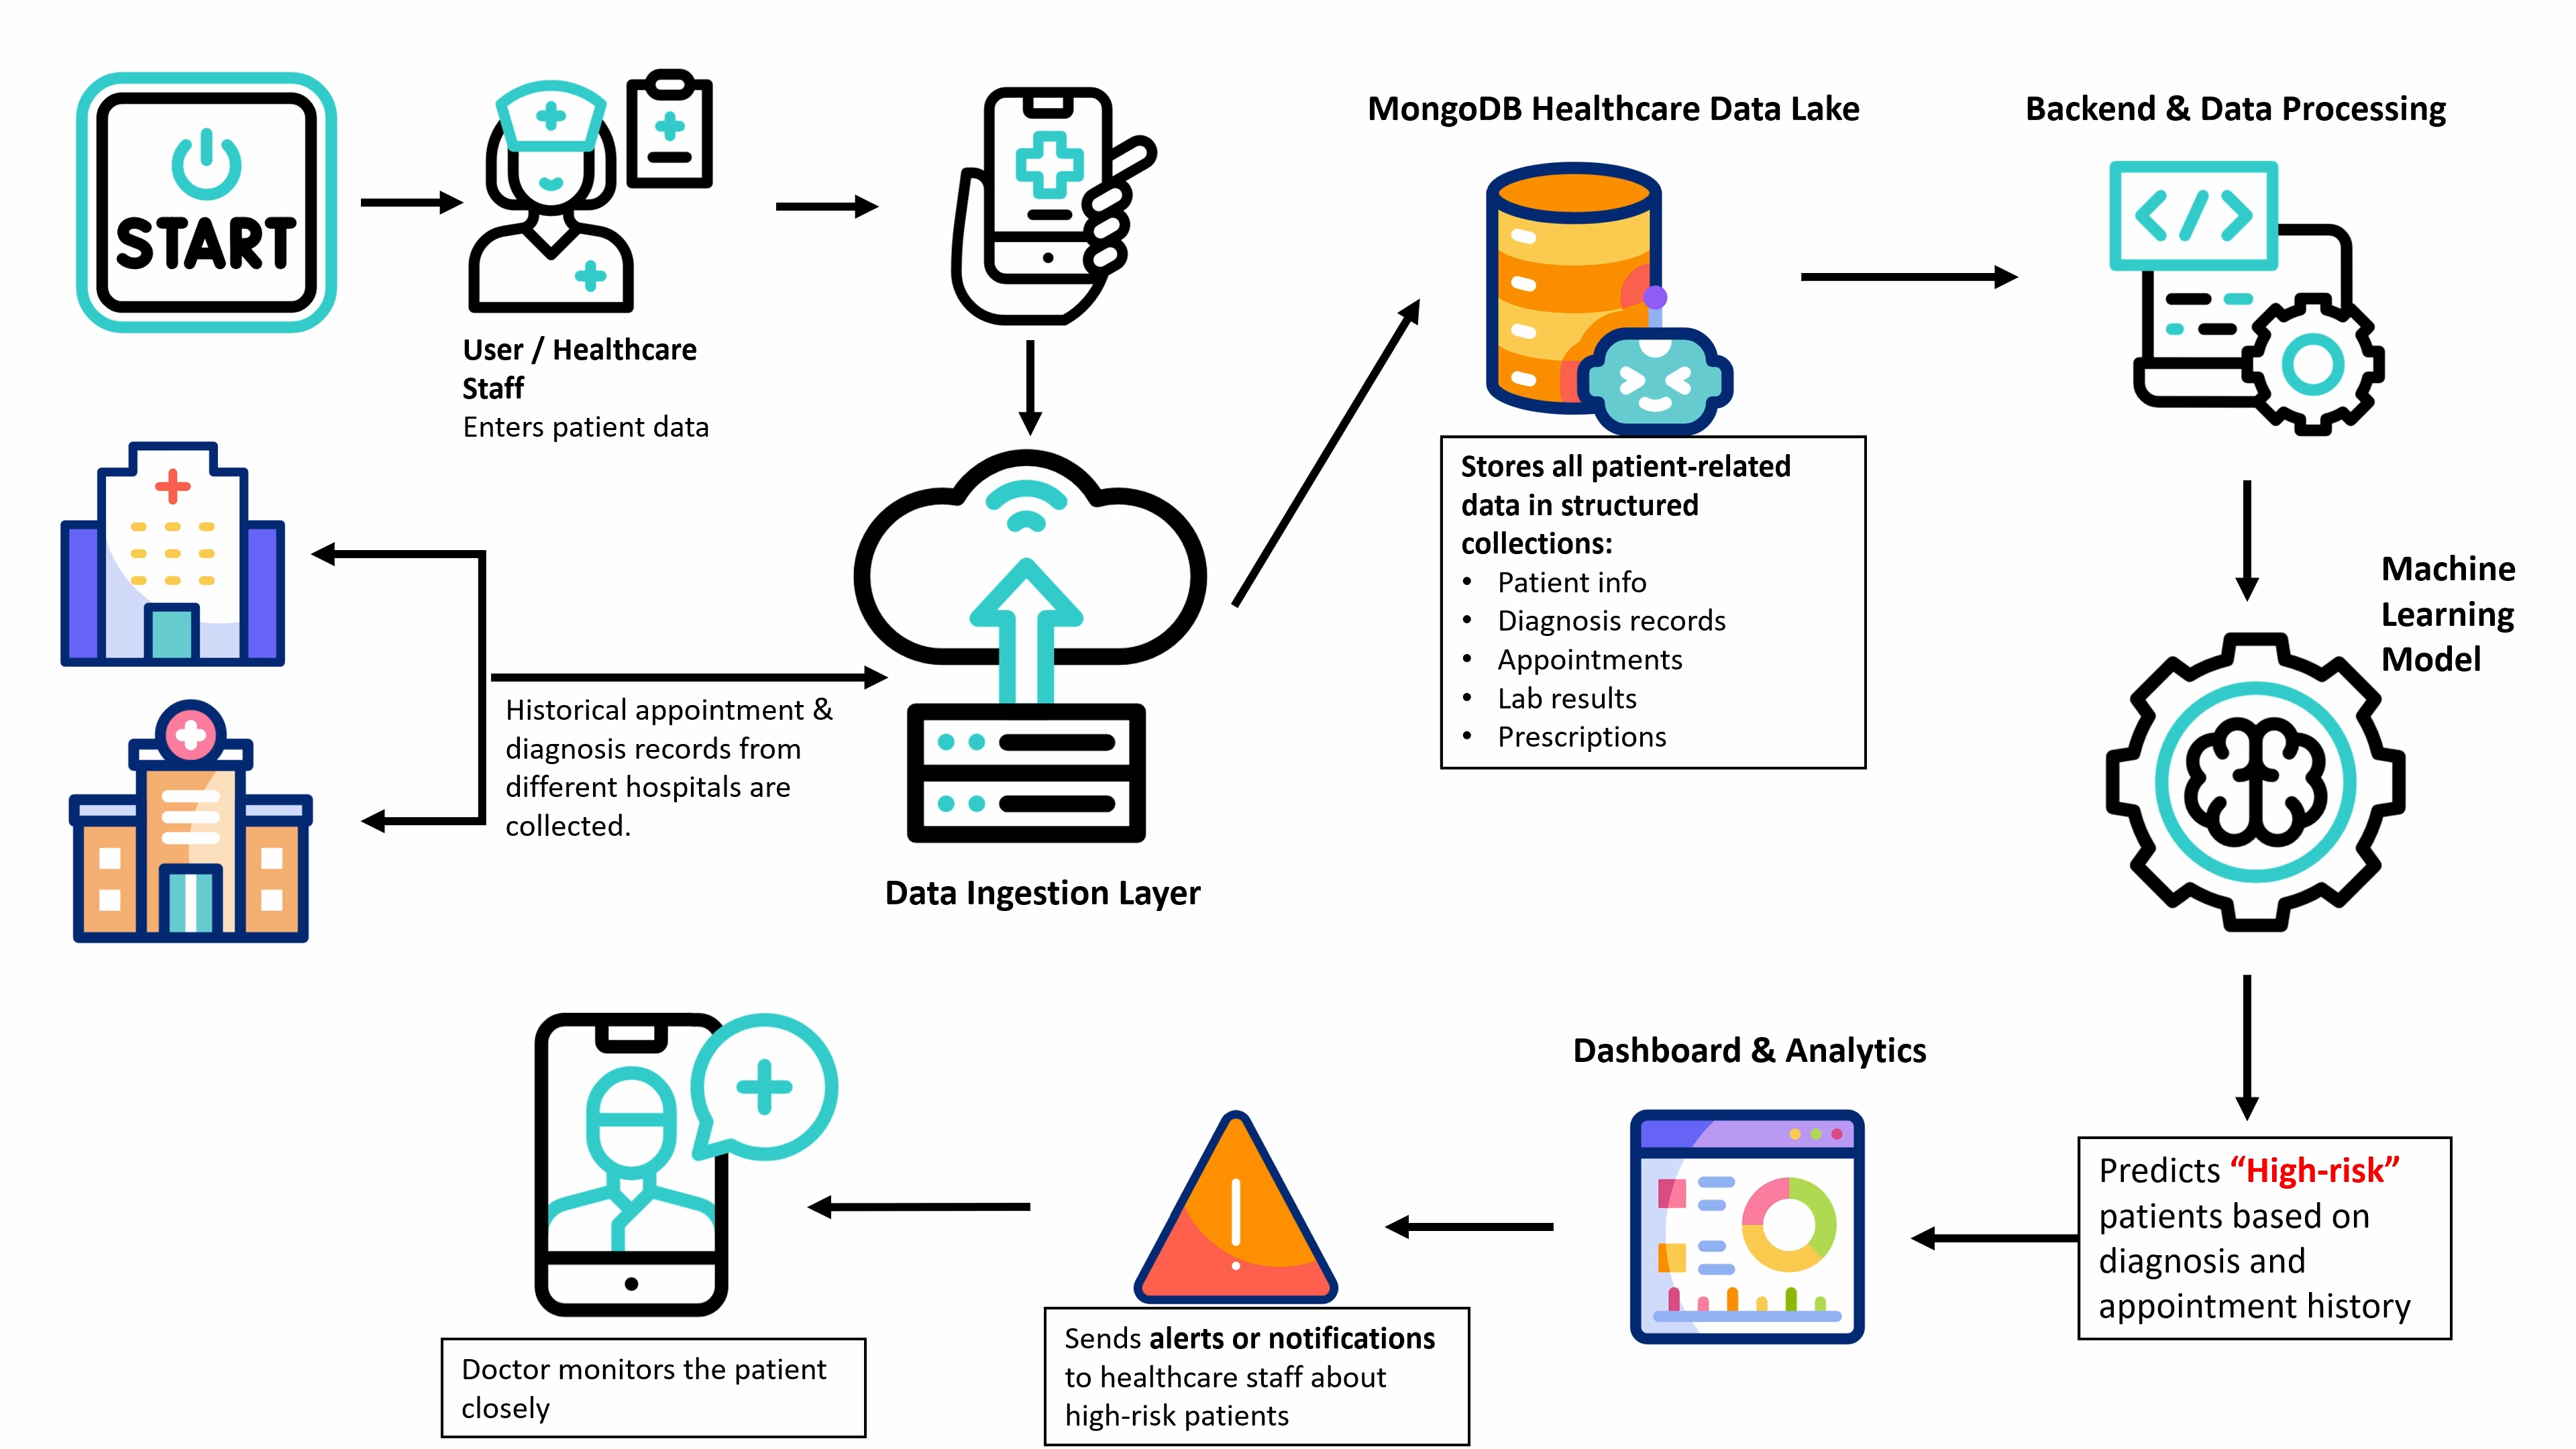 START
User / Healthcare
Staff
Enters patient data
MongoDB Healthcare Data Lake
Backend & Data Processing
Stores all patient-related
data in structured
collections:
• Patient info
• Diagnosis records
• Appointments
• Lab results
• Prescriptions
Machine
Learning
Model
Historical appointment &
diagnosis records from
different hospitals are
collected.
Data Ingestion Layer
Dashboard & Analytics
Predicts “High-risk”
patients based on
diagnosis and
appointment history
Sends alerts or notifications
to healthcare staff about
high-risk patients
Doctor monitors the patient
closely